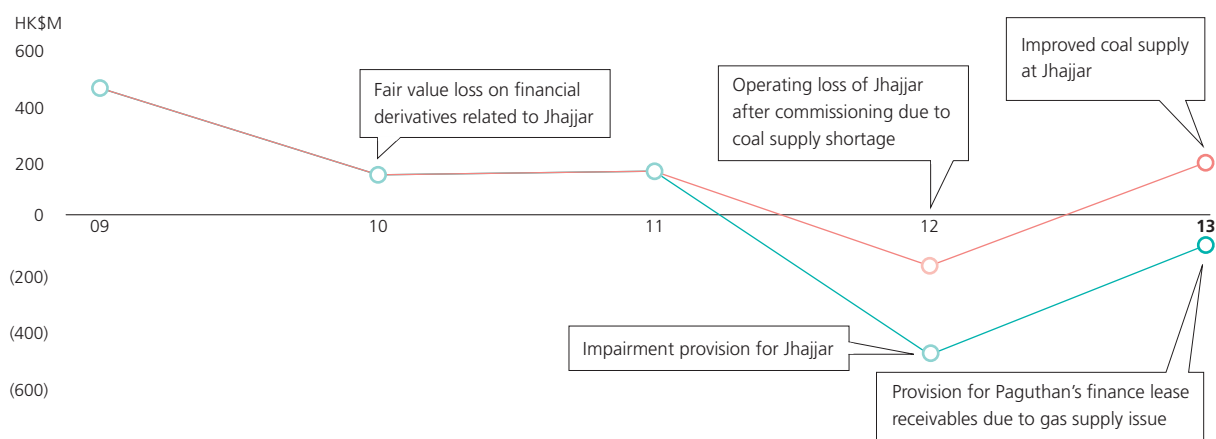 HK$M
600
400
200
0
(200)
(400)
(600)
Fair value loss on financial
derivatives related to Jhajjar
Operating loss of Jhajjar
after commissioning due to
coal supply shortage
Improved coal supply
at Jhajjar
09
10
11
12
13
Impairment provision for Jhajjar
Provision for Paguthan’s finance lease
receivables due to gas supply issue